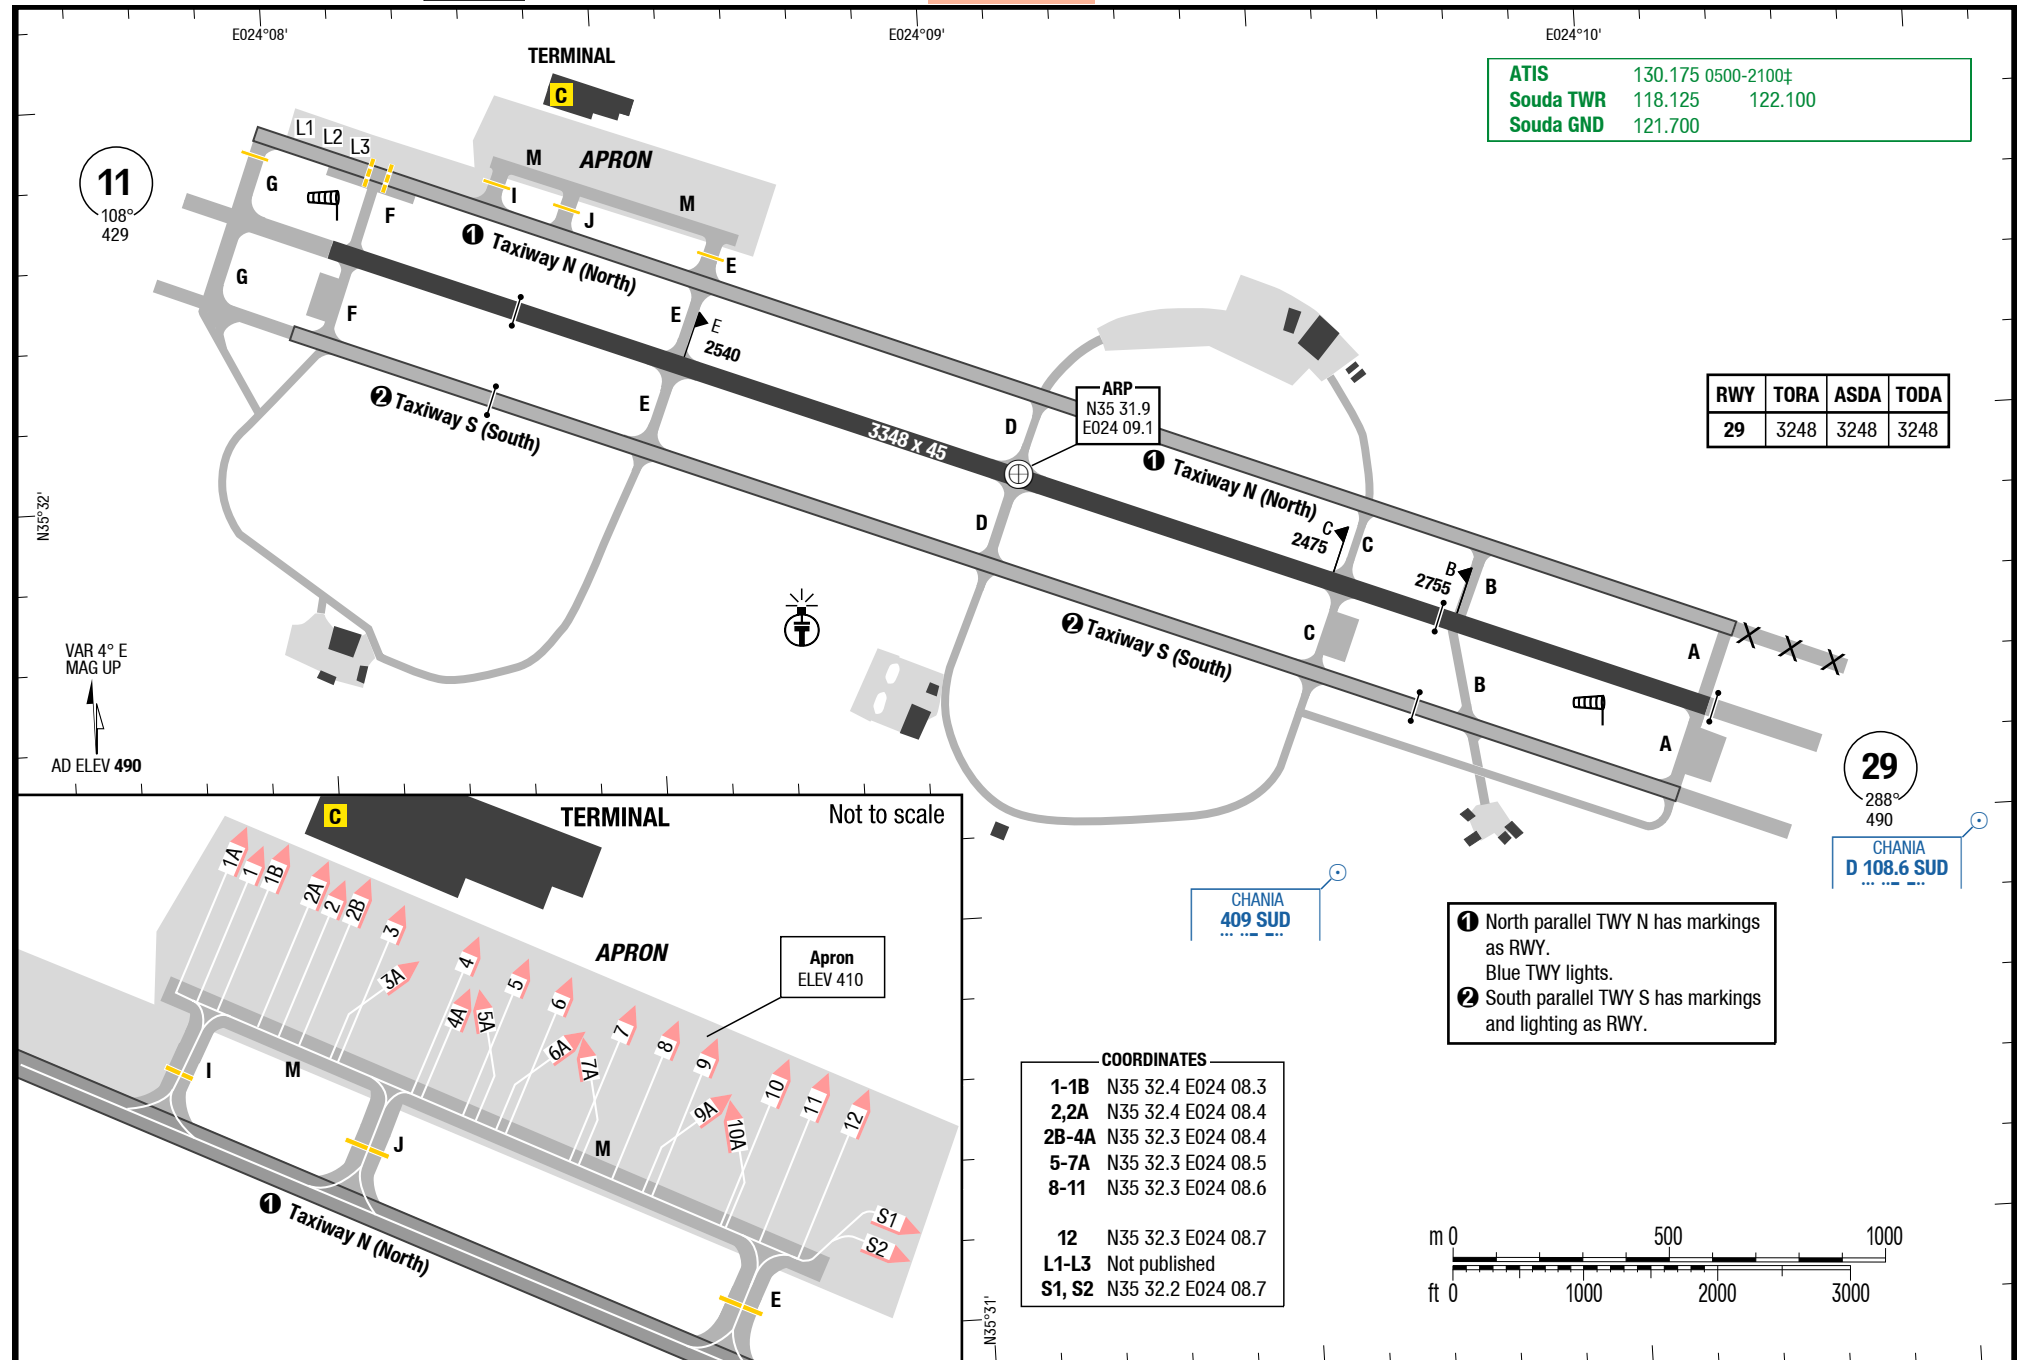 E024°08'
E024°09'
E024°10'
TERMINAL
C
ATIS 130.175 0500-2100‡
Souda TWR 118.125 122.100
Souda GND 121.700
L1
L2
L3
M
APRON
M
11
108°
429
G
F
I
J
E
1 Taxiway N (North)
G
F
E
E
2540
2 Taxiway S (South)
E
3348 x 45
D
ARP
N35 31.9
E024 09.1
1 Taxiway N (North)
RWY TORA ASDA TODA
29 3248 3248 3248
D
C
2475
C
B
2755
B
N35°32'
2 Taxiway S (South)
C
B
A
A
VAR 4° E
MAG UP
AD ELEV 490
29
288°
490
CHANIA
D 108.6 SUD
CHANIA
409 SUD
C
TERMINAL
Not to scale
1A
1
1B
2A
2
2B
3
3A
4
4A
5
5A
6
6A
7
7A
8
9
9A
10
10A
11
12
S1
S2
APRON
Apron
ELEV 410
I
M
J
M
E
1 Taxiway N (North)
1 North parallel TWY N has markings
as RWY.
Blue TWY lights.
2 South parallel TWY S has markings
and lighting as RWY.
COORDINATES
1-1B N35 32.4 E024 08.3
2,2A N35 32.4 E024 08.4
2B-4A N35 32.3 E024 08.4
5-7A N35 32.3 E024 08.5
8-11 N35 32.3 E024 08.6
12 N35 32.3 E024 08.7
L1-L3 Not published
S1, S2 N35 32.2 E024 08.7
N35°31'
m 0 500 1000
ft 0 1000 2000 3000